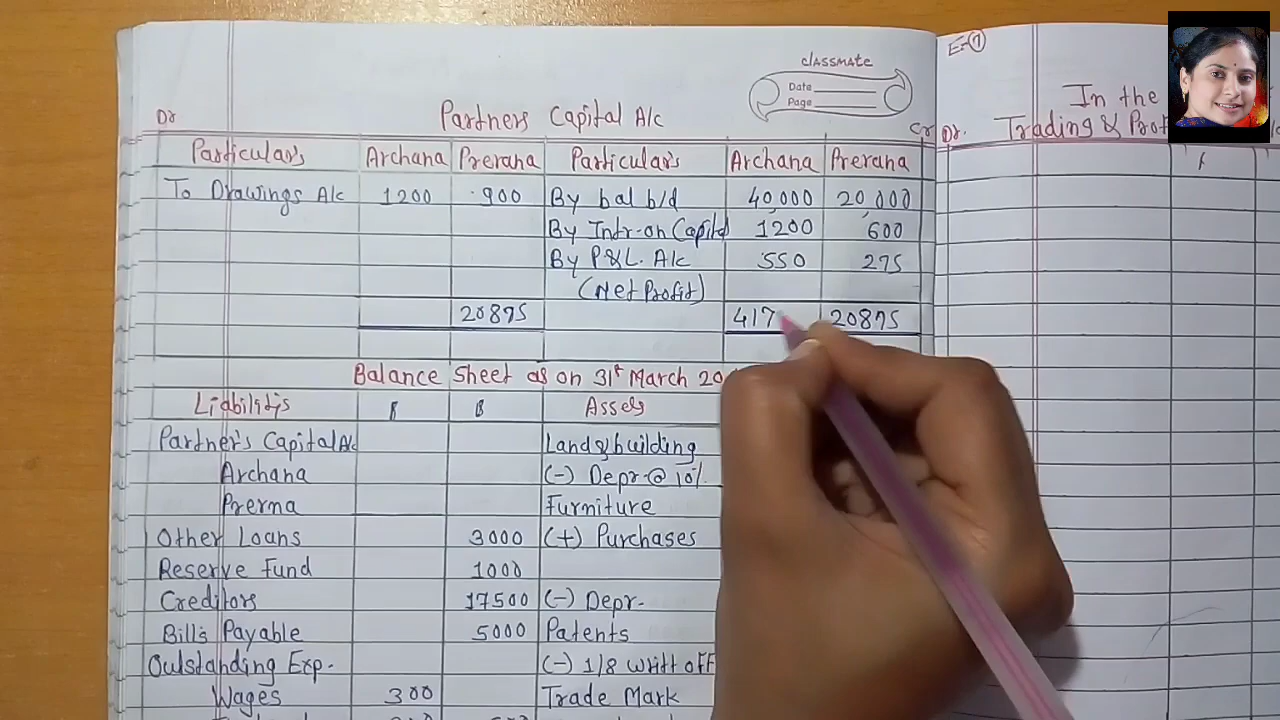 CLASSMATE
Date
Page
Dr Partners Capital A/c Cr
Particulars Archana Prerana Particulars Archana Prerana
To Drawings A/c 1200 900 By bal b/d 40,000 20,000
By Intr-on Capital 1200 600
By P&L. A/c 550 275
(Net Profit)
20875 417 20875
Balance Sheet as on 31st March 20
Liabilitis Assets
Partner's Capital A/c Land & building
Archana (-) Depr-@ 10%
Prerna Furniture
Other Loans 3000 (+) Purchases
Reserve Fund 1000
Creditors 17500 (-) Depr-
Bill's Payable 5000 Patents
Outstanding Exp. (-) 1/8 writt off
Wages 300 Trade Mark
E-(7)
In the
Dr. Trading & Prof